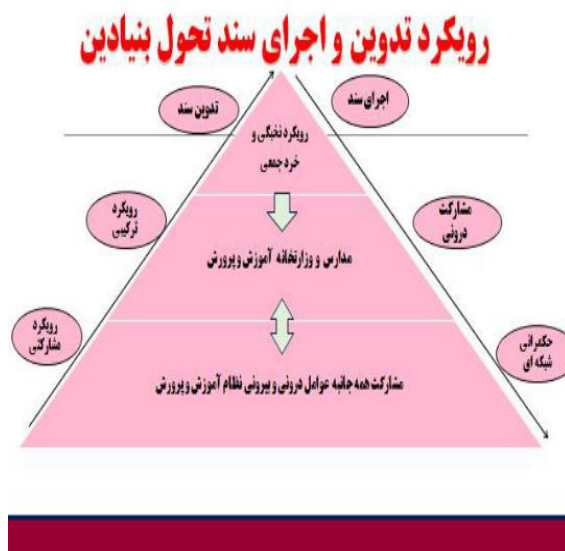 رویکرد تدوین و اجرای سند تحول بنیادین
اجرای سند
تدوین سند
رویکرد نخبگی و
خرد جمعی
مشارکت
درونی
رویکرد
ترکیبی
مدارس و وزارتخانه آموزش و پرورش
حکمرانی
شبکه ای
رویکرد
مشارکتی
مشارکت همه جانبه عوامل درونی و بیرونی نظام آموزش و پرورش